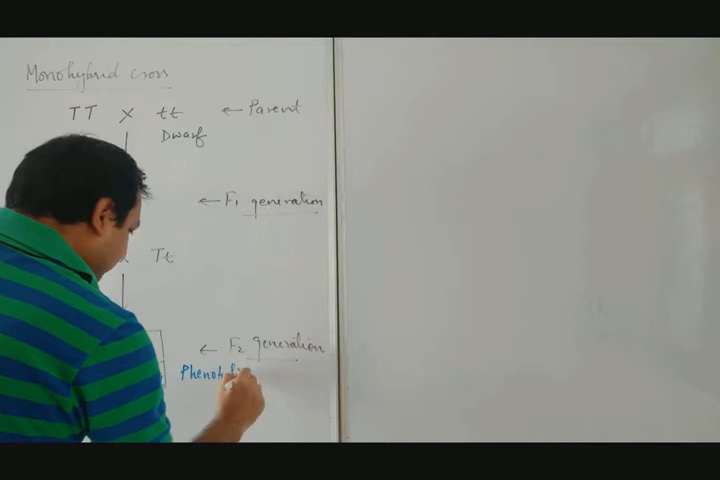 Monohybrid cross
TT × tt ← Parent
Dwarf
← F1 generation
Tt
← F2 generation